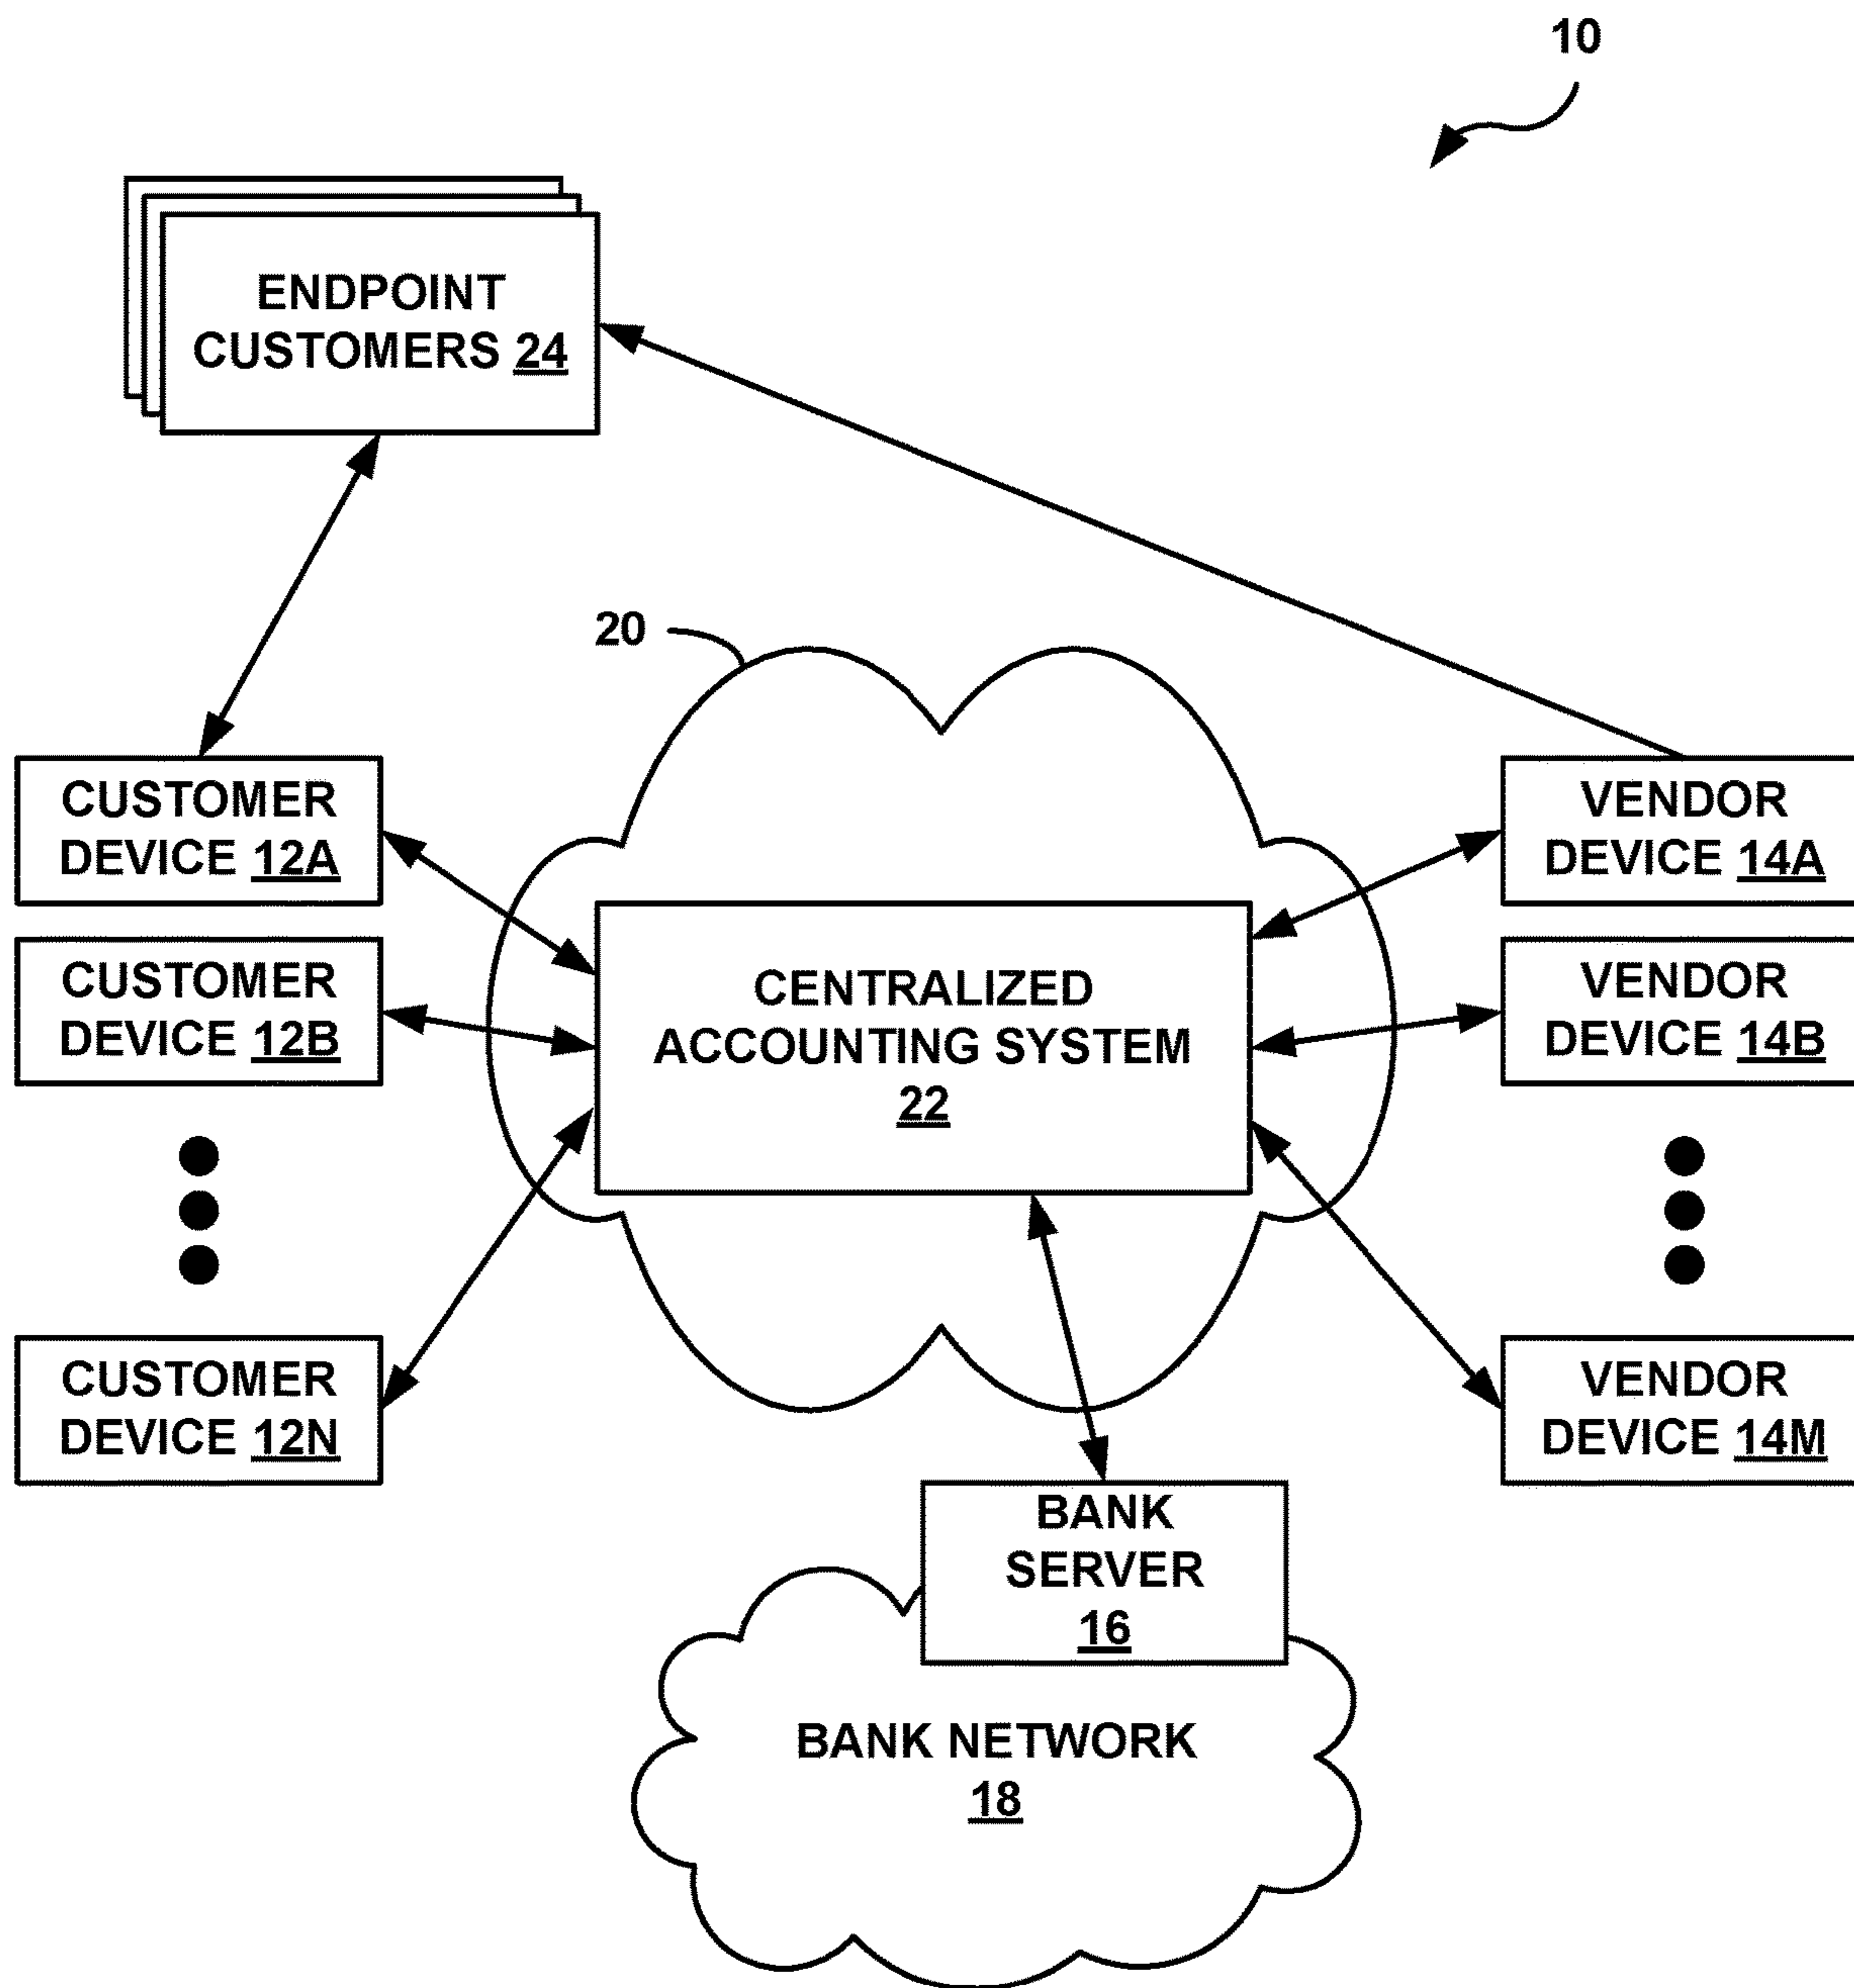 10
ENDPOINT
CUSTOMERS 24
20
CUSTOMER
DEVICE 12A
VENDOR
DEVICE 14A
CUSTOMER
DEVICE 12B
CENTRALIZED
ACCOUNTING SYSTEM
22
VENDOR
DEVICE 14B
CUSTOMER
DEVICE 12N
VENDOR
DEVICE 14M
BANK
SERVER
16
BANK NETWORK
18